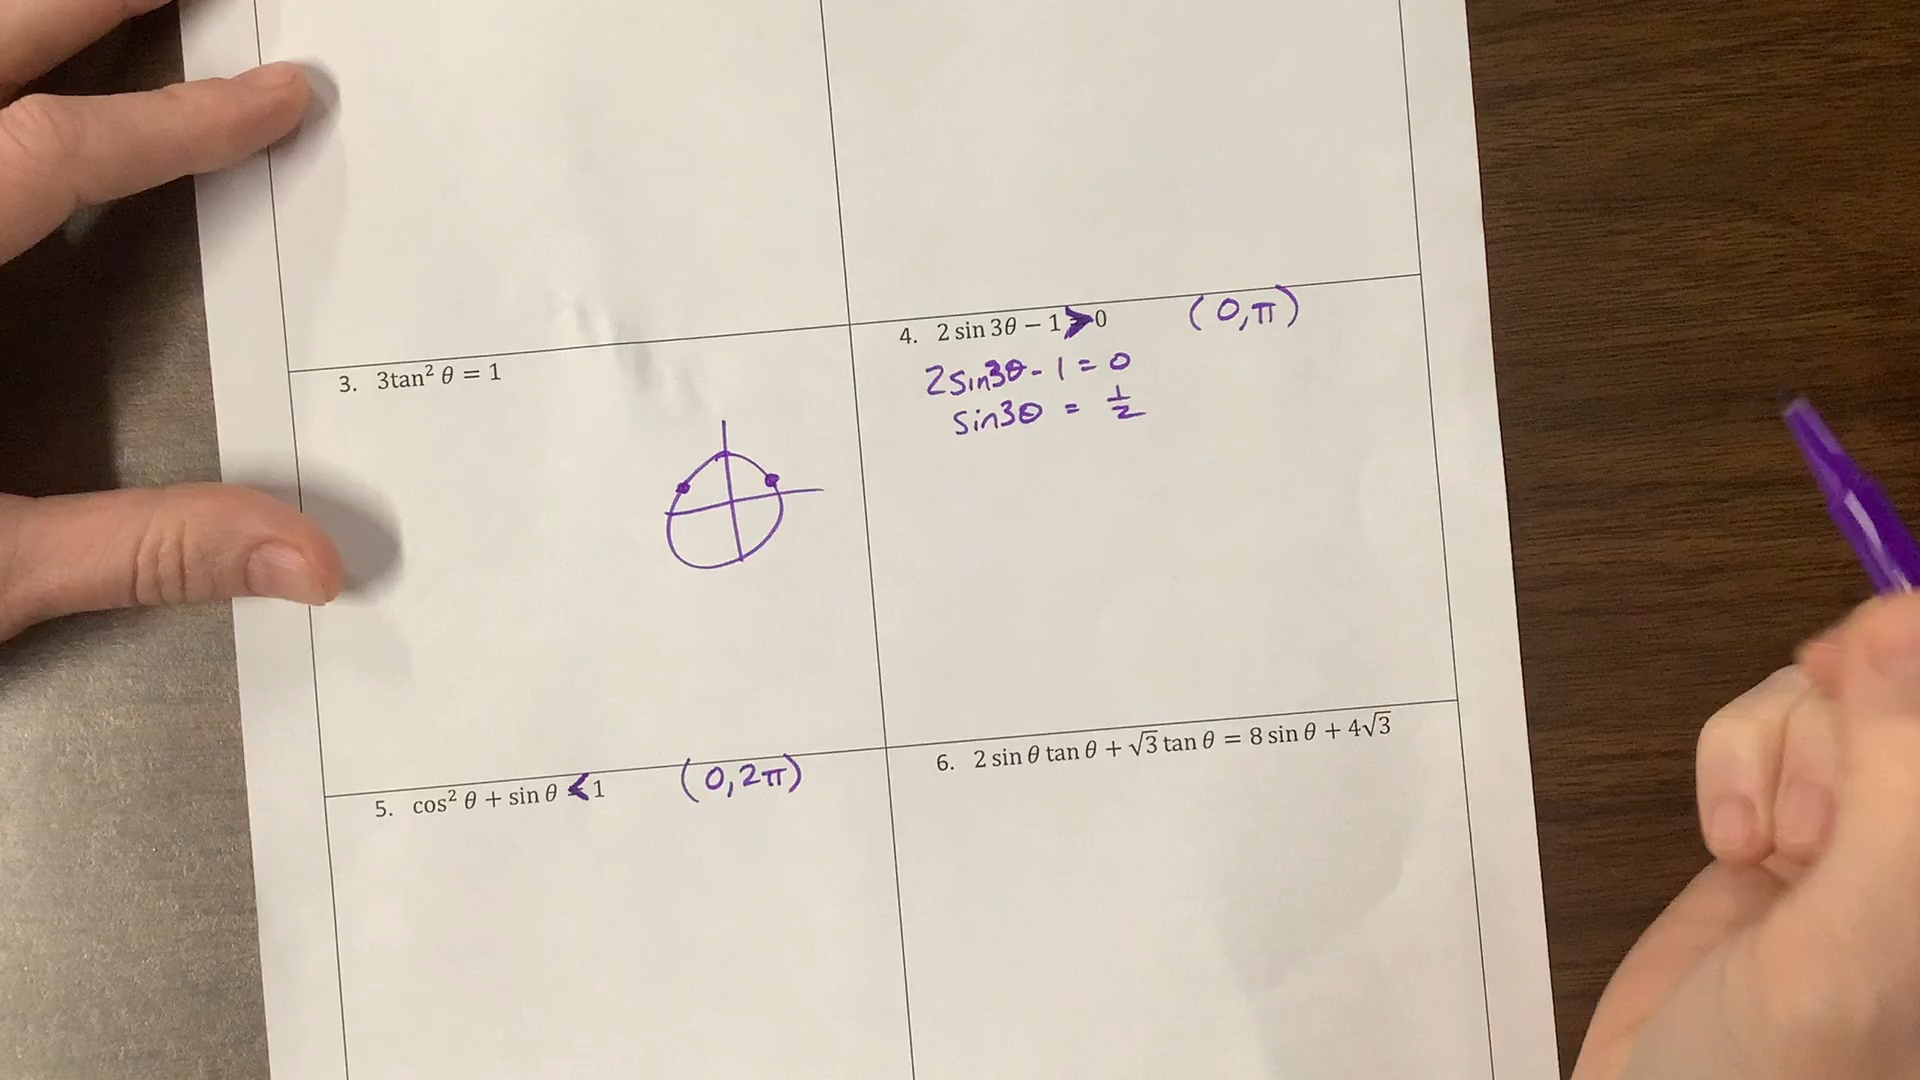 3. 3tan² θ = 1
4. 2 sin 3θ − 1 > 0 (0,π)
2sin3θ - 1 = 0
sin3θ = 1/2
5. cos² θ + sin θ < 1 (0,2π)
6. 2 sin θ tan θ + √3 tan θ = 8 sin θ + 4√3